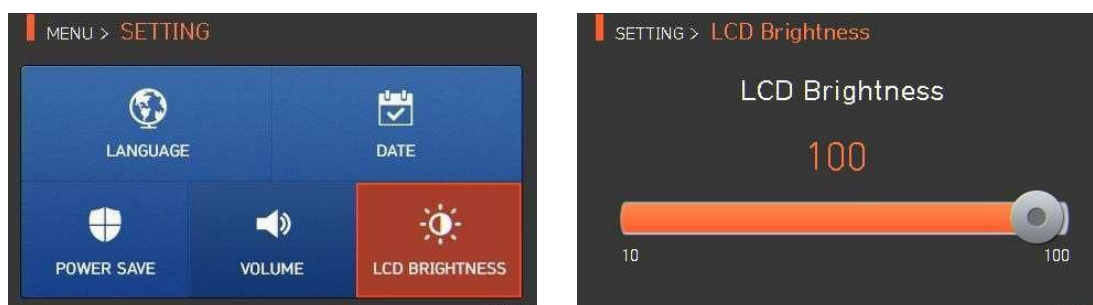 MENU > SETTING
LANGUAGE
DATE
POWER SAVE
VOLUME
LCD BRIGHTNESS
SETTING > LCD Brightness
LCD Brightness
100
10
100